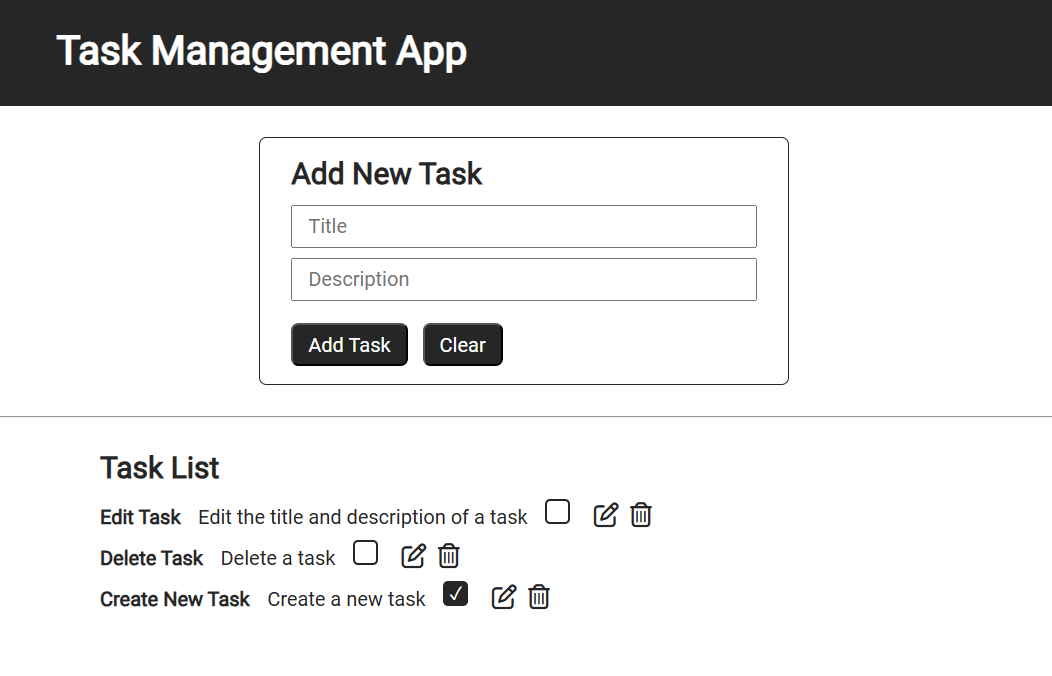 Task Management App
Add New Task
Title
Description
Add Task Clear
Task List
Edit Task Edit the title and description of a task
Delete Task Delete a task
Create New Task Create a new task